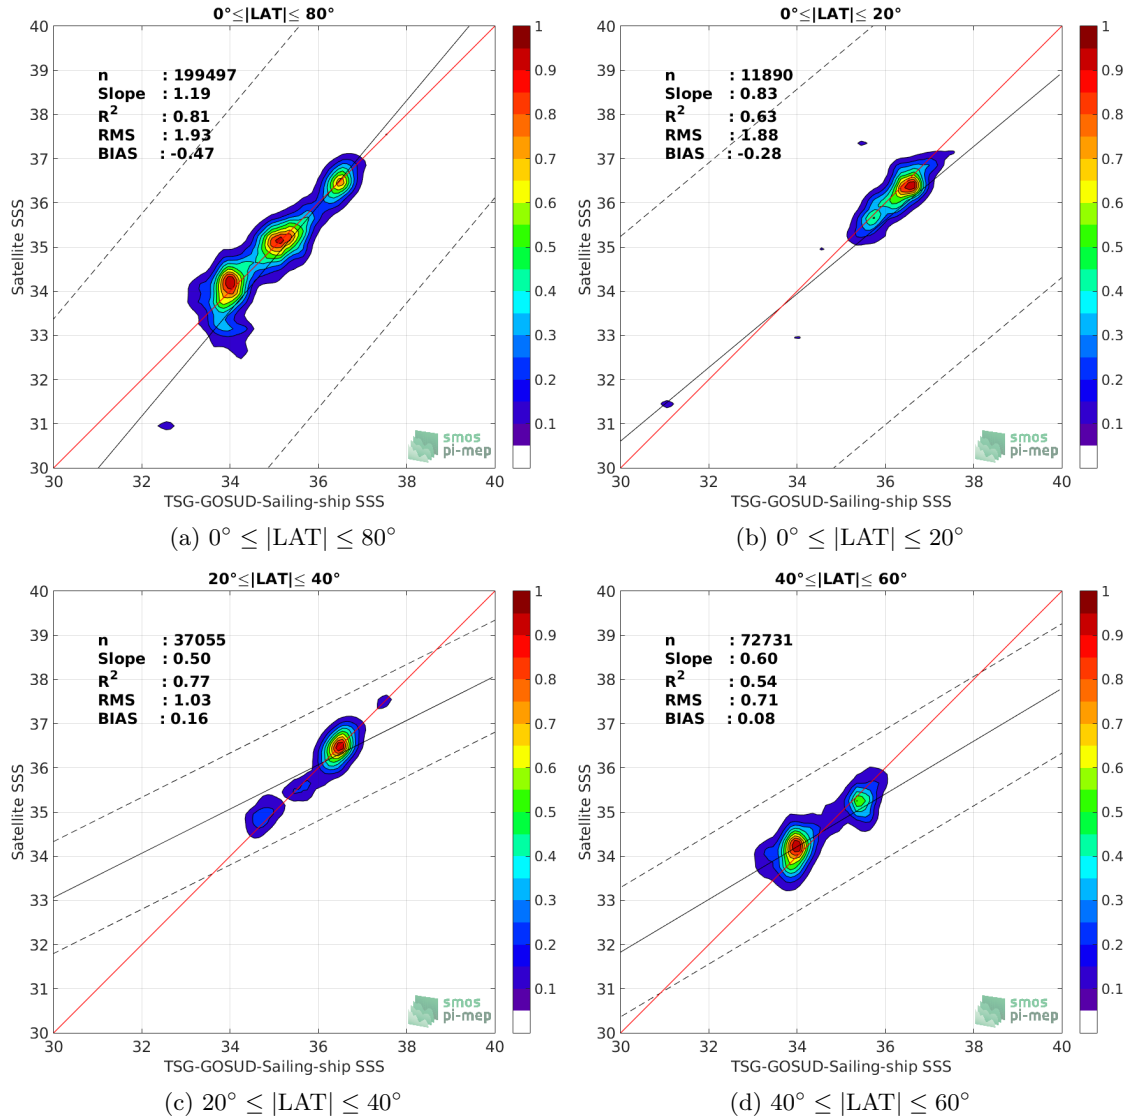 0°≤|LAT|≤ 80°
n : 199497
Slope : 1.19
R² : 0.81
RMS : 1.93
BIAS : -0.47
40
39
38
37
36
35
34
33
32
31
30
30
32
34
36
38
40
Satellite SSS
TSG-GOSUD-Sailing-ship SSS
1
0.9
0.8
0.7
0.6
0.5
0.4
0.3
0.2
0.1
smos
pi-mep
(a) 0° ≤ |LAT| ≤ 80°
0°≤|LAT|≤ 20°
n : 11890
Slope : 0.83
R² : 0.63
RMS : 1.88
BIAS : -0.28
40
39
38
37
36
35
34
33
32
31
30
30
32
34
36
38
40
Satellite SSS
TSG-GOSUD-Sailing-ship SSS
1
0.9
0.8
0.7
0.6
0.5
0.4
0.3
0.2
0.1
smos
pi-mep
(b) 0° ≤ |LAT| ≤ 20°
20°≤|LAT|≤ 40°
n : 37055
Slope : 0.50
R² : 0.77
RMS : 1.03
BIAS : 0.16
40
39
38
37
36
35
34
33
32
31
30
30
32
34
36
38
40
Satellite SSS
TSG-GOSUD-Sailing-ship SSS
1
0.9
0.8
0.7
0.6
0.5
0.4
0.3
0.2
0.1
smos
pi-mep
(c) 20° ≤ |LAT| ≤ 40°
40°≤|LAT|≤ 60°
n : 72731
Slope : 0.60
R² : 0.54
RMS : 0.71
BIAS : 0.08
40
39
38
37
36
35
34
33
32
31
30
30
32
34
36
38
40
Satellite SSS
TSG-GOSUD-Sailing-ship SSS
1
0.9
0.8
0.7
0.6
0.5
0.4
0.3
0.2
0.1
smos
pi-mep
(d) 40° ≤ |LAT| ≤ 60°